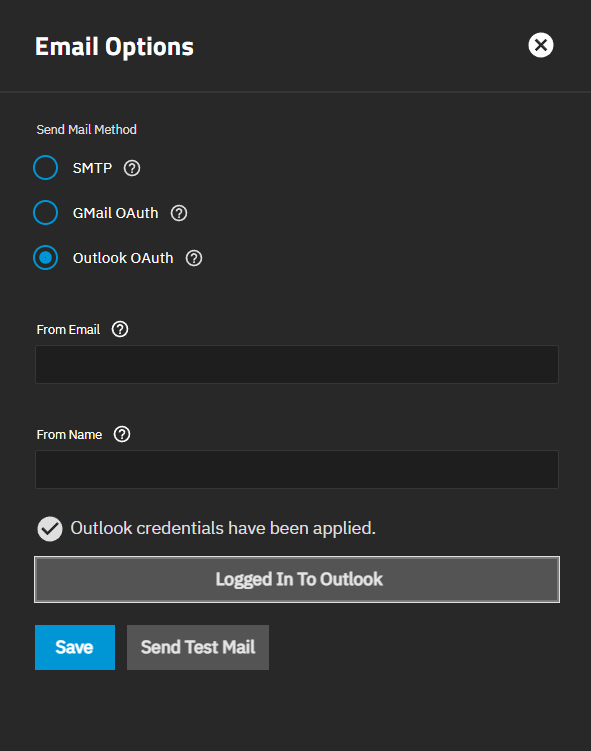 Email Options
Send Mail Method
SMTP
GMail OAuth
Outlook OAuth
From Email
From Name
Outlook credentials have been applied.
Logged In To Outlook
Save Send Test Mail